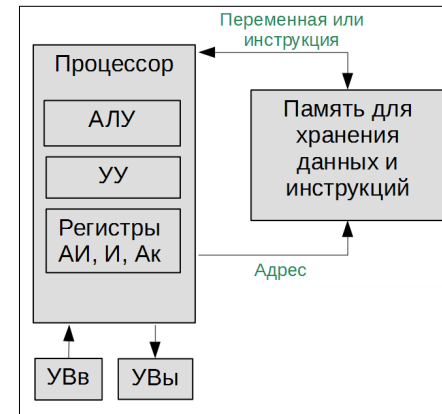 Переменная или
инструкция
Процессор
АЛУ
УУ
Регистры
АИ, И, Ак
Память для
хранения
данных и
инструкций
Адрес
УВв
УВы